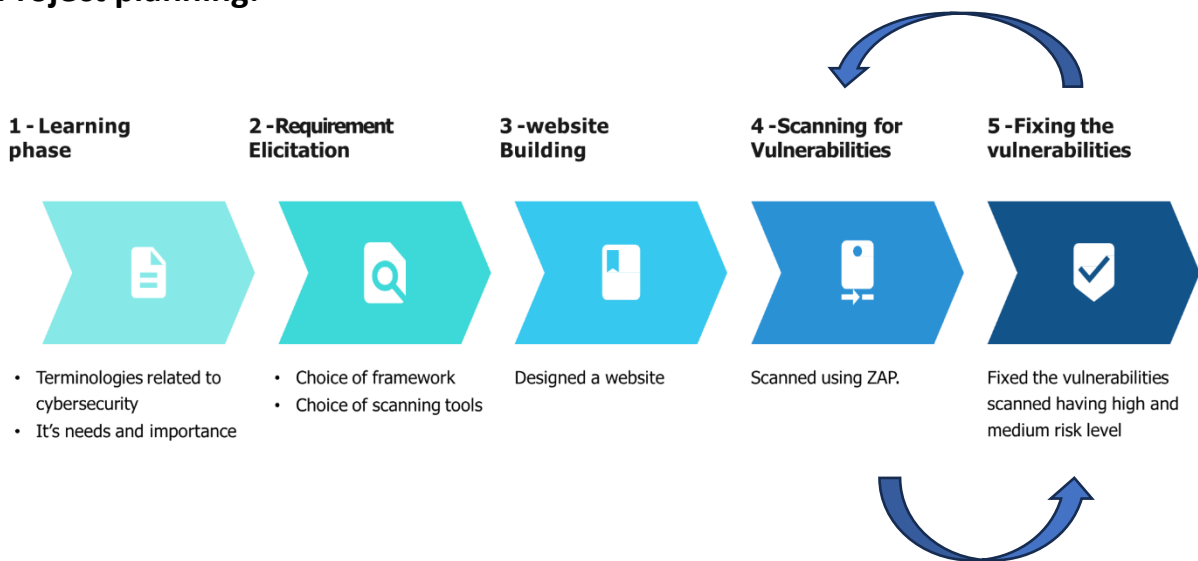 Project planning:
1 - Learning
phase
2 -Requirement
Elicitation
3 -website
Building
4 -Scanning for
Vulnerabilities
5 -Fixing the
vulnerabilities
• Terminologies related to
cybersecurity
• It's needs and importance
• Choice of framework
• Choice of scanning tools
Designed a website
Scanned using ZAP.
Fixed the vulnerabilities
scanned having high and
medium risk level